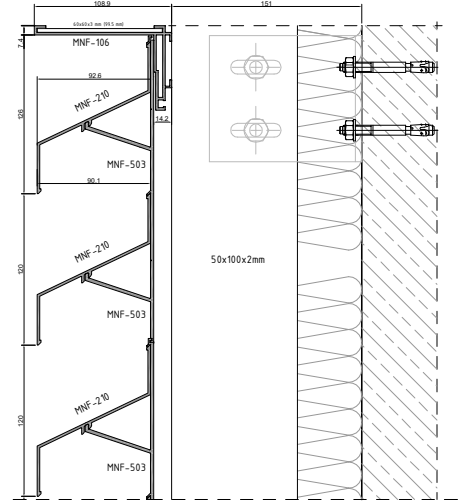 108.9
151
60x60x3 mm (99.5 mm)
7.4
MNF-106
92.6
MNF-210
126
14.2
MNF-503
90.1
MNF-210
50x100x2mm
120
MNF-503
MNF-210
120
MNF-503